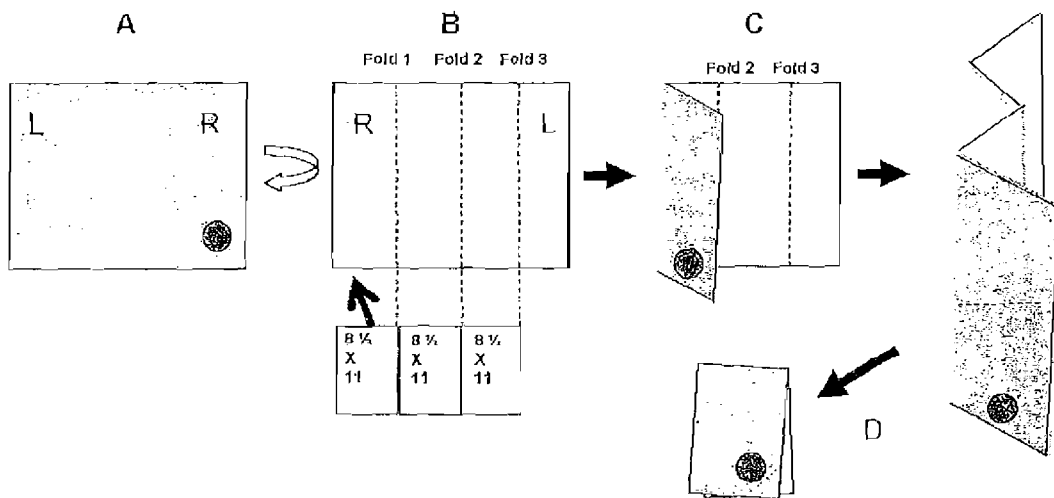 A
B
C
Fold 1 Fold 2 Fold 3
Fold 2 Fold 3
L R
R L
8 ½ 8 ½ 8 ½
X X X
11 11 11
D